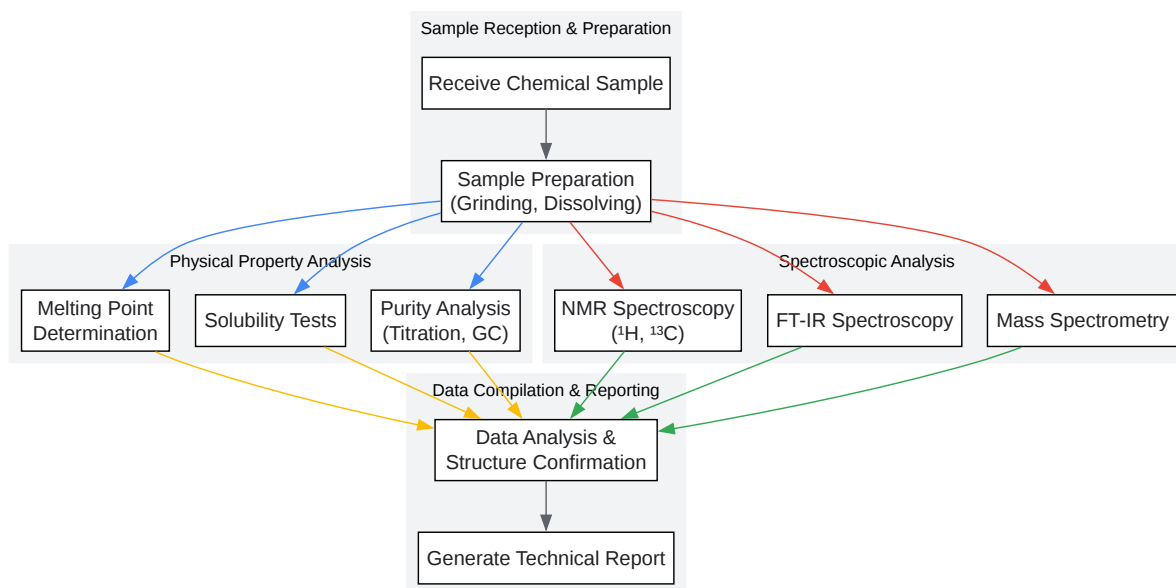 Sample Reception & Preparation
Receive Chemical Sample
Sample Preparation
(Grinding, Dissolving)
Physical Property Analysis
Spectroscopic Analysis
Melting Point
Determination
Solubility Tests
Purity Analysis
(Titration, GC)
NMR Spectroscopy
(¹H, ¹³C)
FT-IR Spectroscopy
Mass Spectrometry
Data Compilation & Reporting
Data Analysis &
Structure Confirmation
Generate Technical Report